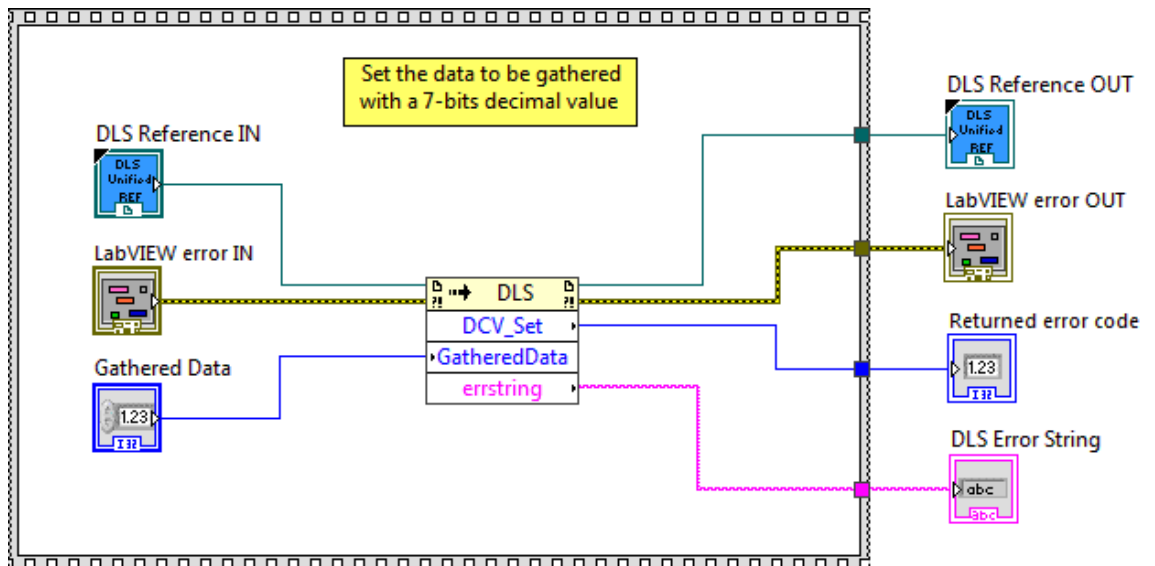 Set the data to be gathered
with a 7-bits decimal value
DLS Reference IN
DLS
Unified
REF
LabVIEW error IN
?!
Gathered Data
1.23
I32
?! DLS ?!
DCV_Set
GatheredData
errstring
DLS Reference OUT
DLS
Unified
REF
LabVIEW error OUT
?!
Returned error code
1.23
I32
DLS Error String
abc
abc